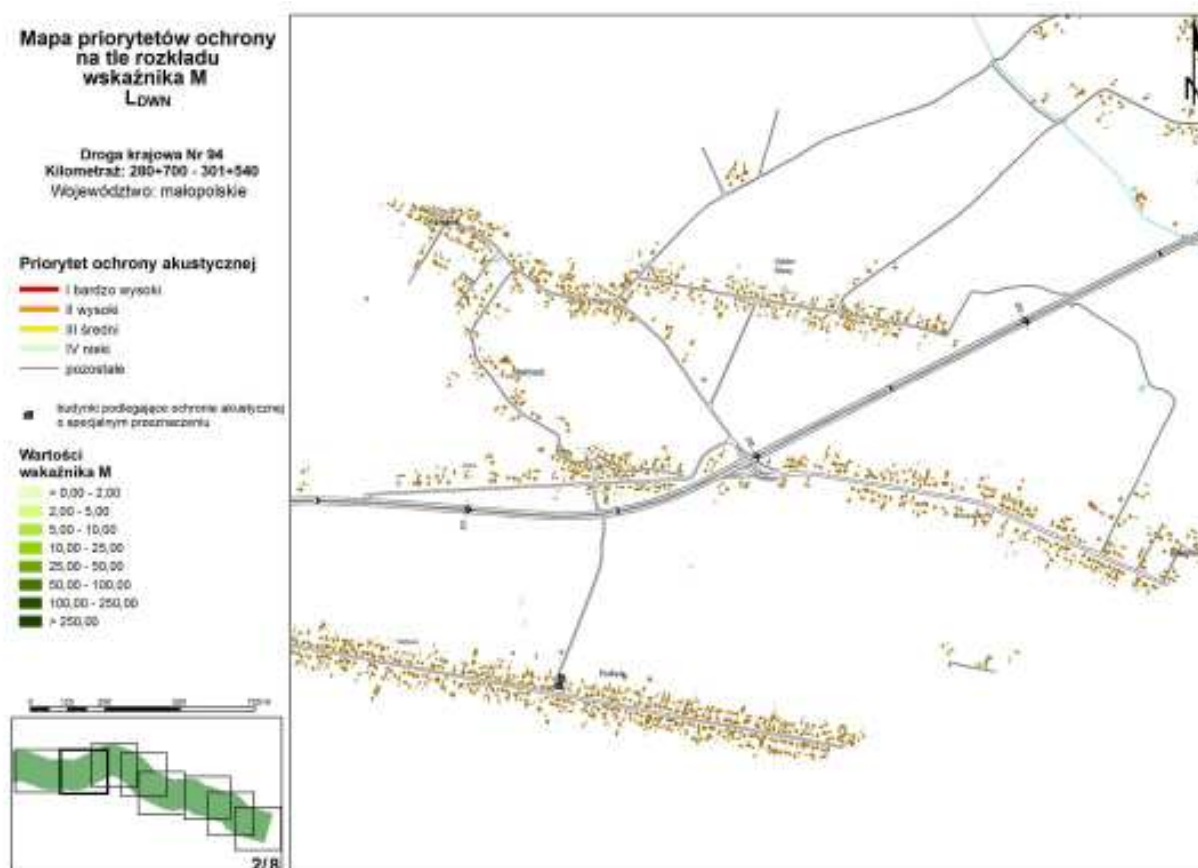 Mapa priorytetów ochrony
na tle rozkładu
wskaźnika M
LDWN
Droga krajowa Nr 94
Kilometraż: 280+700 - 301+540
Województwo: małopolskie
Priorytet ochrony akustycznej
I bardzo wysoki
II wysoki
III średni
IV niski
pozostałe
budynki podlegające ochronie akustycznej
o specjalnym przeznaczeniu
Wartości
wskaźnika M
> 0,00 - 2,00
2,00 - 5,00
5,00 - 10,00
10,00 - 25,00
25,00 - 50,00
50,00 - 100,00
100,00 - 250,00
> 250,00
2/8
N